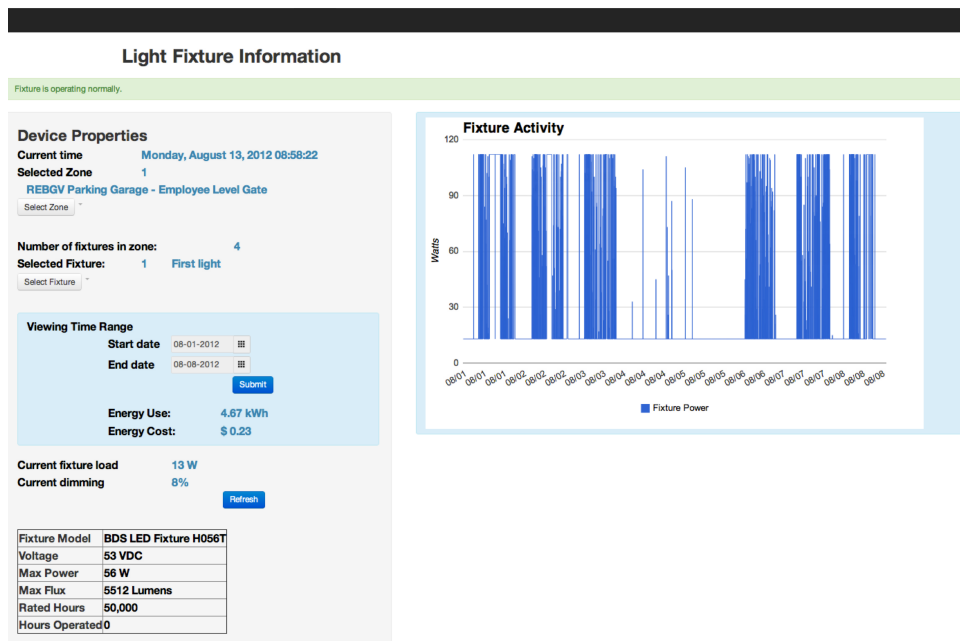 Light Fixture Information
Fixture is operating normally.
Device Properties
Current time Monday, August 13, 2012 08:58:22
Selected Zone 1
REBGV Parking Garage - Employee Level Gate
Select Zone
Number of fixtures in zone: 4
Selected Fixture: 1 First light
Select Fixture
Viewing Time Range
Start date 08-01-2012
End date 08-08-2012
Submit
Energy Use: 4.67 kWh
Energy Cost: $ 0.23
Current fixture load 13 W
Current dimming 8%
Refresh
Fixture Model BDS LED Fixture H056T
Voltage 53 VDC
Max Power 56 W
Max Flux 5512 Lumens
Rated Hours 50,000
Hours Operated 0
Fixture Activity
120
90
Watts
60
30
0
08/01 08/01 08/01 08/02 08/02 08/02 08/03 08/03 08/04 08/04 08/04 08/05 08/05 08/06 08/06 08/06 08/07 08/07 08/08 08/08 08/08
Fixture Power